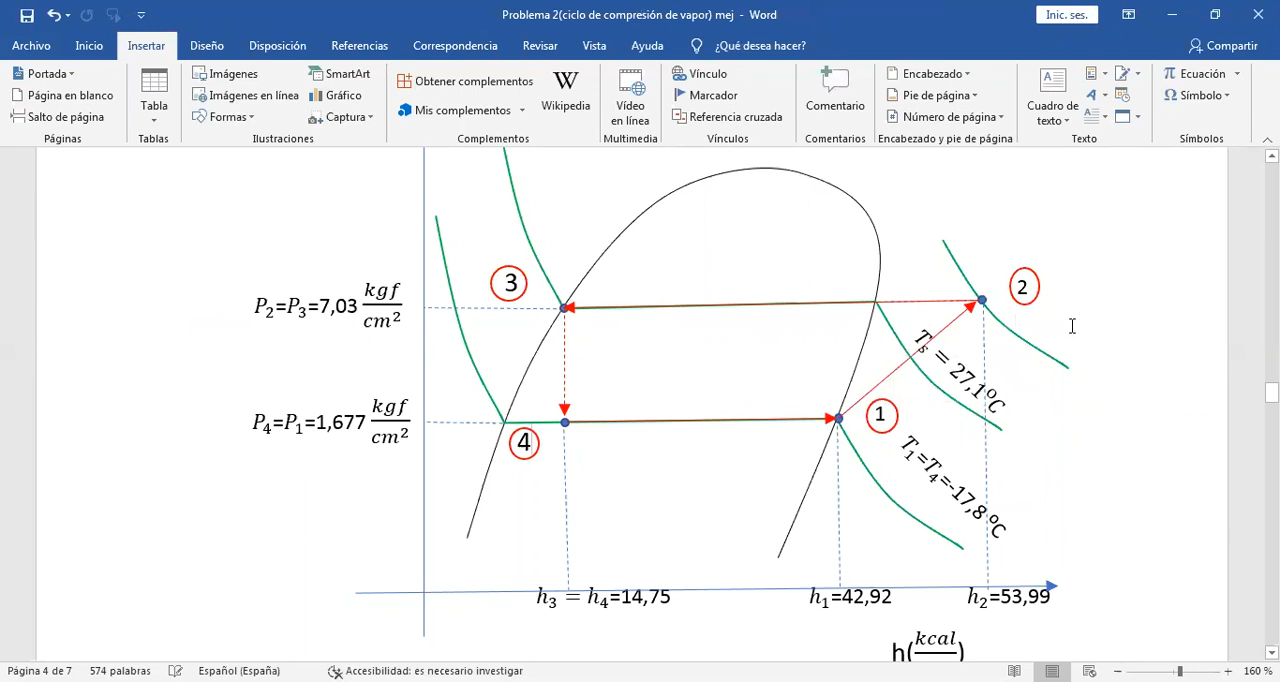 Problema 2(ciclo de compresión de vapor) mej - Word
Inic. ses.
Archivo Inicio Insertar Diseño Disposición Referencias Correspondencia Revisar Vista Ayuda ¿Qué desea hacer? Compartir
Portada
Página en blanco
Salto de página
Páginas
Tabla
Tablas
Imágenes
Imágenes en línea
Formas
SmartArt
Gráfico
Captura
Ilustraciones
Obtener complementos
Mis complementos
W
Wikipedia
Complementos
Vídeo
en línea
Multimedia
Vínculo
Marcador
Referencia cruzada
Vínculos
Comentario
Comentarios
Encabezado
Pie de página
Número de página
Encabezado y pie de página
Cuadro de
texto
Texto
Ecuación
Símbolo
Símbolos
3
2
P₂=P₃=7,03 kgf/cm²
Tₛ = 27,1ºC
P₄=P₁=1,677 kgf/cm²
1
4
T₁=T₄=-17,8ºC
h₃ = h₄=14,75
h₁=42,92
h₂=53,99
h(kcal/)
Página 4 de 7 574 palabras Español (España) Accesibilidad: es necesario investigar 160 %